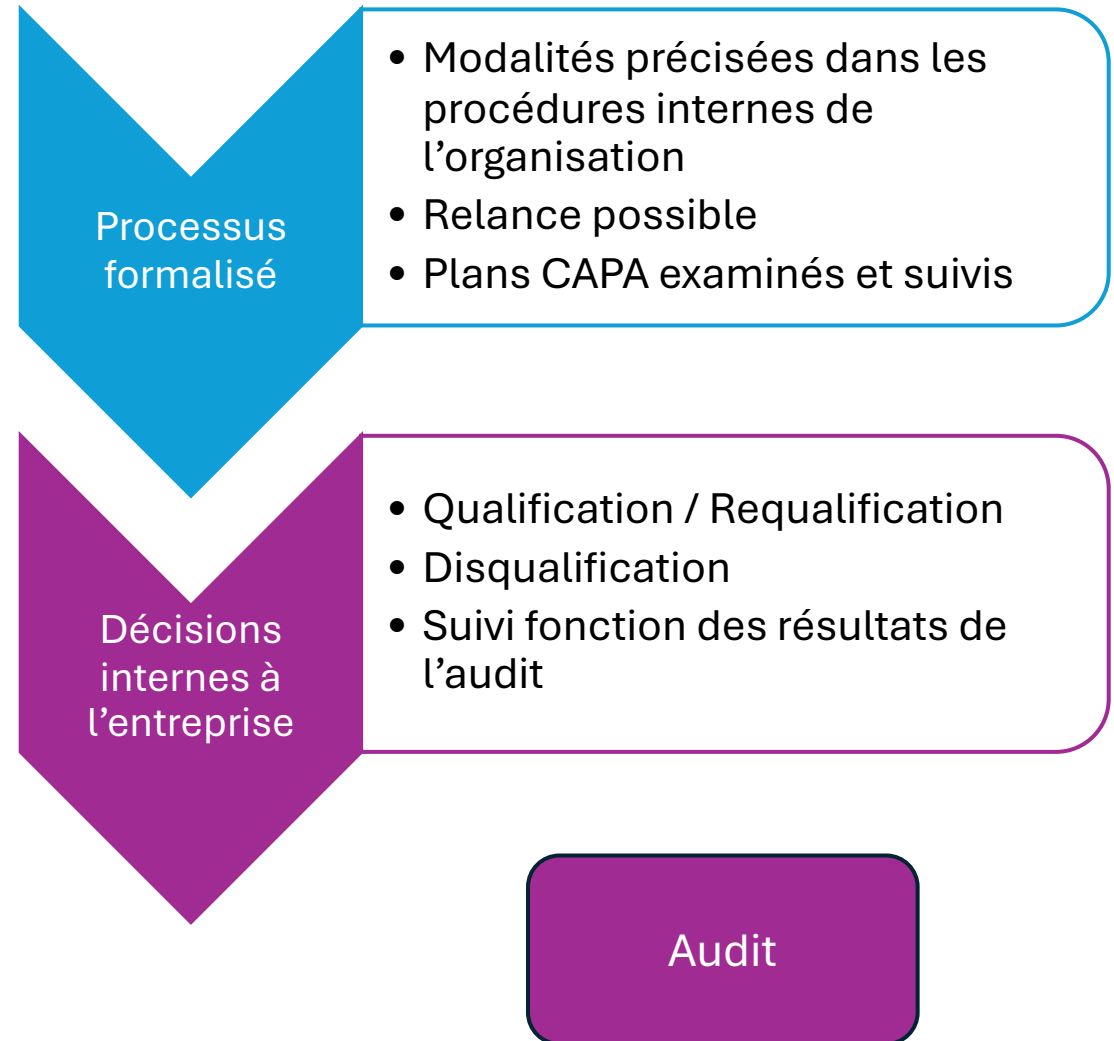 Processus
formalisé
• Modalités précisées dans les
procédures internes de
l’organisation
• Relance possible
• Plans CAPA examinés et suivis
Décisions
internes à
l’entreprise
• Qualification / Requalification
• Disqualification
• Suivi fonction des résultats de
l’audit
Audit